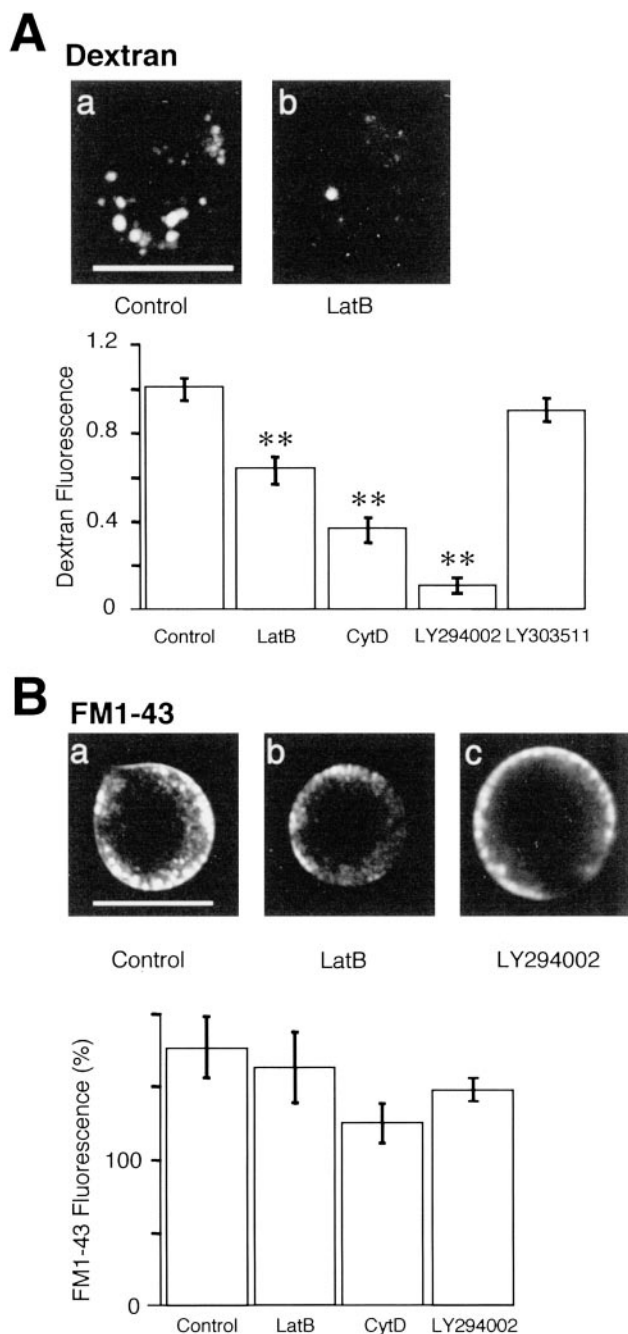 A
Dextran
a
b
Control
LatB
1.2
0.8
0.4
0
Dextran Fluorescence
**
**
**
Control LatB CytD LY294002 LY303511
B
FM1-43
a
b
c
Control
LatB
LY294002
FM1-43 Fluorescence (%)
100
0
Control LatB CytD LY294002